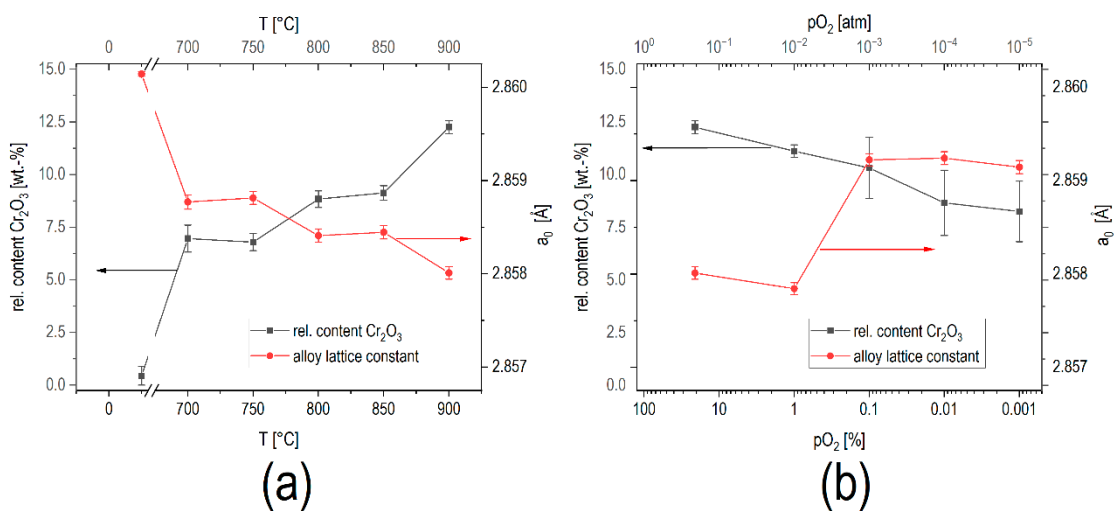 T [°C]
0 700 750 800 850 900
15.0
12.5
10.0
7.5
5.0
2.5
0.0
rel. content Cr₂O₃ [wt.-%]
2.860
2.859
2.858
2.857
a₀ [Å]
rel. content Cr₂O₃
alloy lattice constant
0 700 750 800 850 900
T [°C]
(a)
pO₂ [atm]
10⁰ 10⁻¹ 10⁻² 10⁻³ 10⁻⁴ 10⁻⁵
15.0
12.5
10.0
7.5
5.0
2.5
0.0
rel. content Cr₂O₃ [wt.-%]
2.860
2.859
2.858
2.857
a₀ [Å]
rel. content Cr₂O₃
alloy lattice constant
100 10 1 0.1 0.01 0.001
pO₂ [%]
(b)